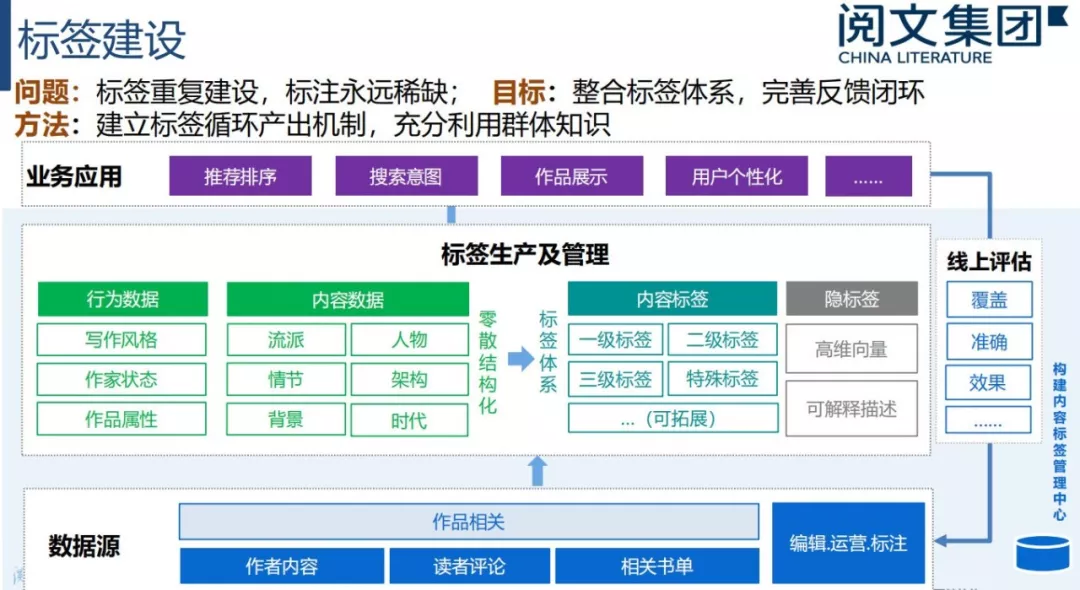 标签建设
阅文集团
CHINA LITERATURE
问题：标签重复建设，标注永远稀缺； 目标：整合标签体系，完善反馈闭环
方法：建立标签循环产出机制，充分利用群体知识
业务应用
推荐排序
搜索意图
作品展示
用户个性化
……
标签生产及管理
行为数据
写作风格
作家状态
作品属性
内容数据
流派
人物
情节
架构
背景
时代
零散结构化
标签体系
内容标签
一级标签
二级标签
三级标签
特殊标签
…（可拓展）
隐标签
高维向量
可解释描述
线上评估
覆盖
准确
效果
……
构建内容标签管理中心
数据源
作品相关
作者内容
读者评论
相关书单
编辑.运营.标注